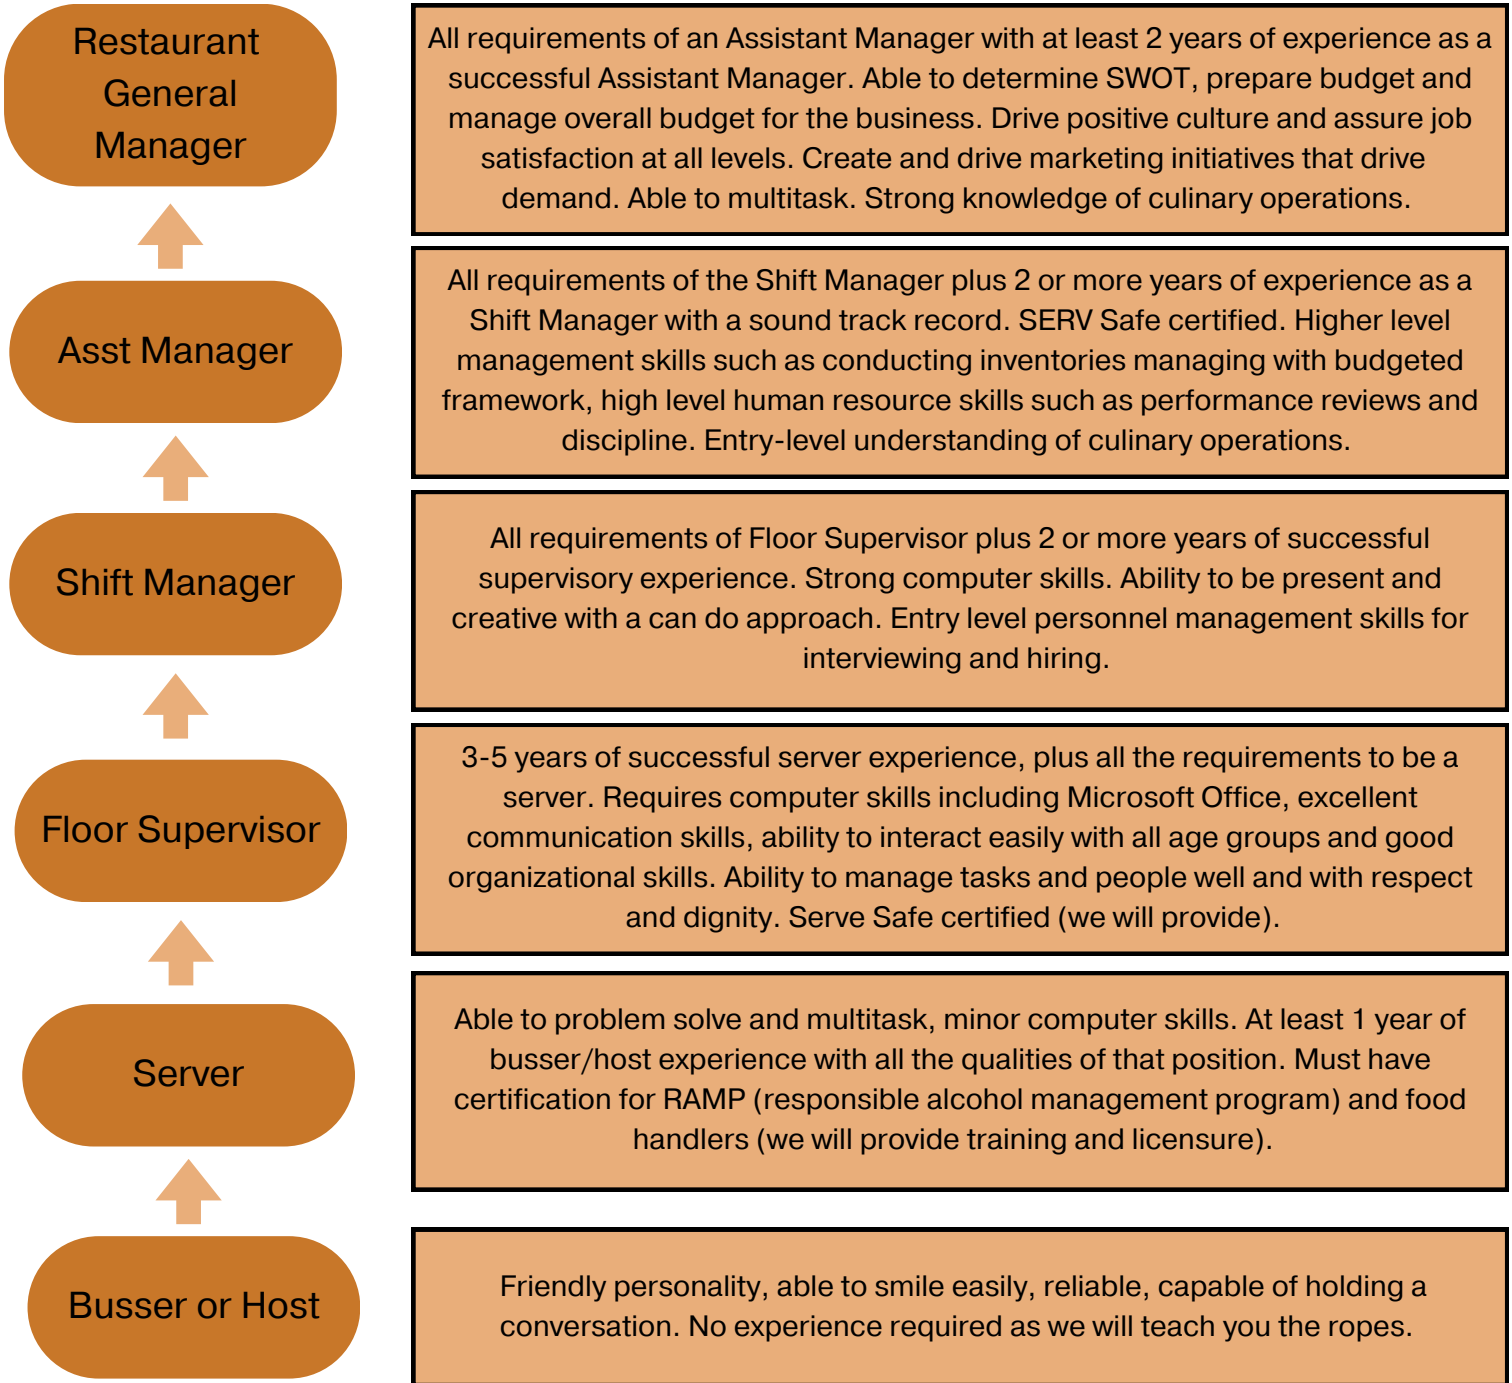 Restaurant
General
Manager
All requirements of an Assistant Manager with at least 2 years of experience as a
successful Assistant Manager. Able to determine SWOT, prepare budget and
manage overall budget for the business. Drive positive culture and assure job
satisfaction at all levels. Create and drive marketing initiatives that drive
demand. Able to multitask. Strong knowledge of culinary operations.
Asst Manager
All requirements of the Shift Manager plus 2 or more years of experience as a
Shift Manager with a sound track record. SERV Safe certified. Higher level
management skills such as conducting inventories managing with budgeted
framework, high level human resource skills such as performance reviews and
discipline. Entry-level understanding of culinary operations.
Shift Manager
All requirements of Floor Supervisor plus 2 or more years of successful
supervisory experience. Strong computer skills. Ability to be present and
creative with a can do approach. Entry level personnel management skills for
interviewing and hiring.
Floor Supervisor
3-5 years of successful server experience, plus all the requirements to be a
server. Requires computer skills including Microsoft Office, excellent
communication skills, ability to interact easily with all age groups and good
organizational skills. Ability to manage tasks and people well and with respect
and dignity. Serve Safe certified (we will provide).
Server
Able to problem solve and multitask, minor computer skills. At least 1 year of
busser/host experience with all the qualities of that position. Must have
certification for RAMP (responsible alcohol management program) and food
handlers (we will provide training and licensure).
Busser or Host
Friendly personality, able to smile easily, reliable, capable of holding a
conversation. No experience required as we will teach you the ropes.